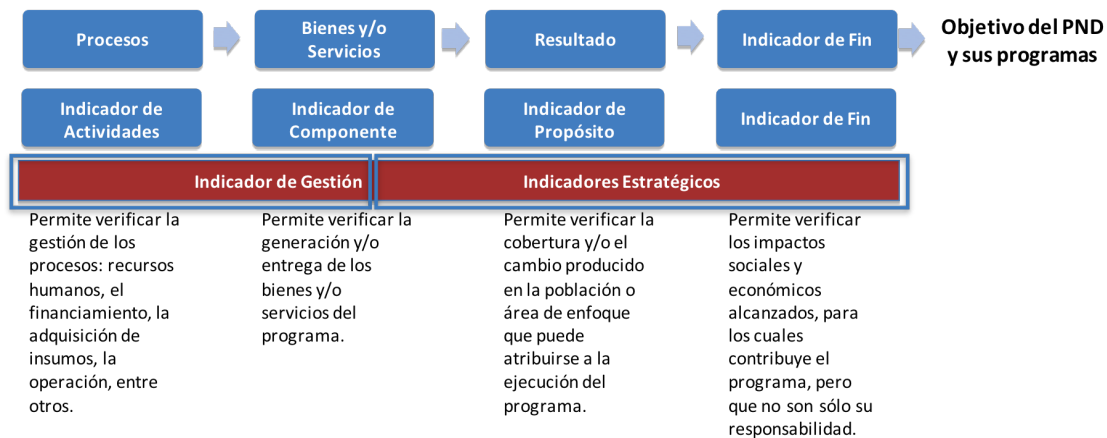 Procesos
Bienes y/o
Servicios
Resultado
Indicador de Fin
Objetivo del PND
y sus programas
Indicador de
Actividades
Indicador de
Componente
Indicador de
Propósito
Indicador de Fin
Indicador de Gestión
Indicadores Estratégicos
Permite verificar la
gestión de los
procesos: recursos
humanos, el
financiamiento, la
adquisición de
insumos, la
operación, entre
otros.
Permite verificar la
generación y/o
entrega de los
bienes y/o
servicios del
programa.
Permite verificar la
cobertura y/o el
cambio producido
en la población o
área de enfoque
que puede
atribuirse a la
ejecución del
programa.
Permite verificar
los impactos
sociales y
económicos
alcanzados, para
los cuales
contribuye el
programa, pero
que no son sólo su
responsabilidad.